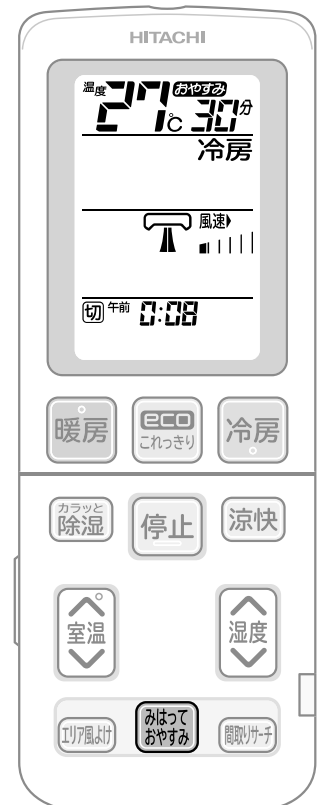 HITACHI
温度 27℃ おやすみ 30分
冷房
風速
切 午前 0:08
暖房 eco これっきり 冷房
カラッと
除湿 停止 涼快
室温 湿度
エリア風よけ みはって おやすみ 間取りサーチ